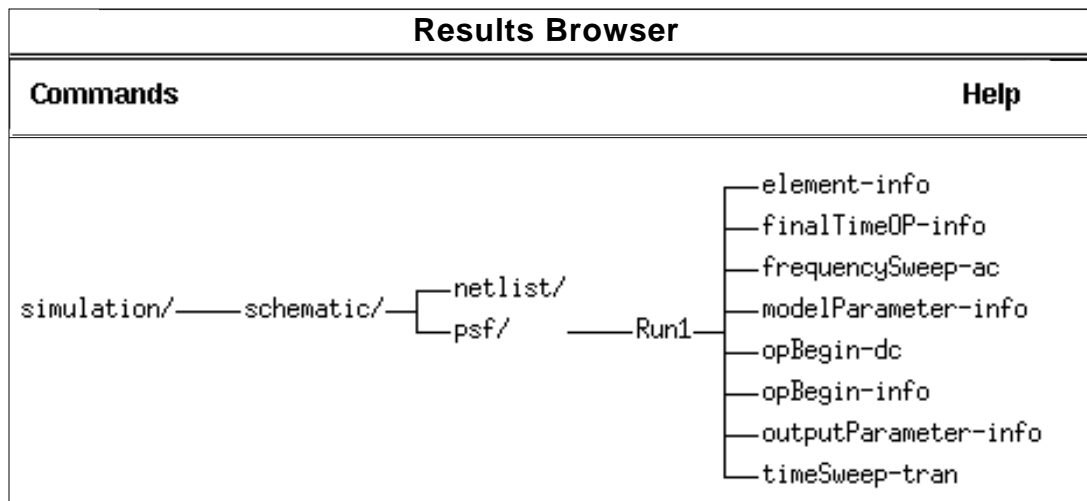 Results Browser
Commands Help
element-info
finalTimeOP-info
frequencySweep-ac
netlist/
simulation/ schematic/ modelParameter-info
psf/ Run1
opBegin-dc
opBegin-info
outputParameter-info
timeSweep-tran